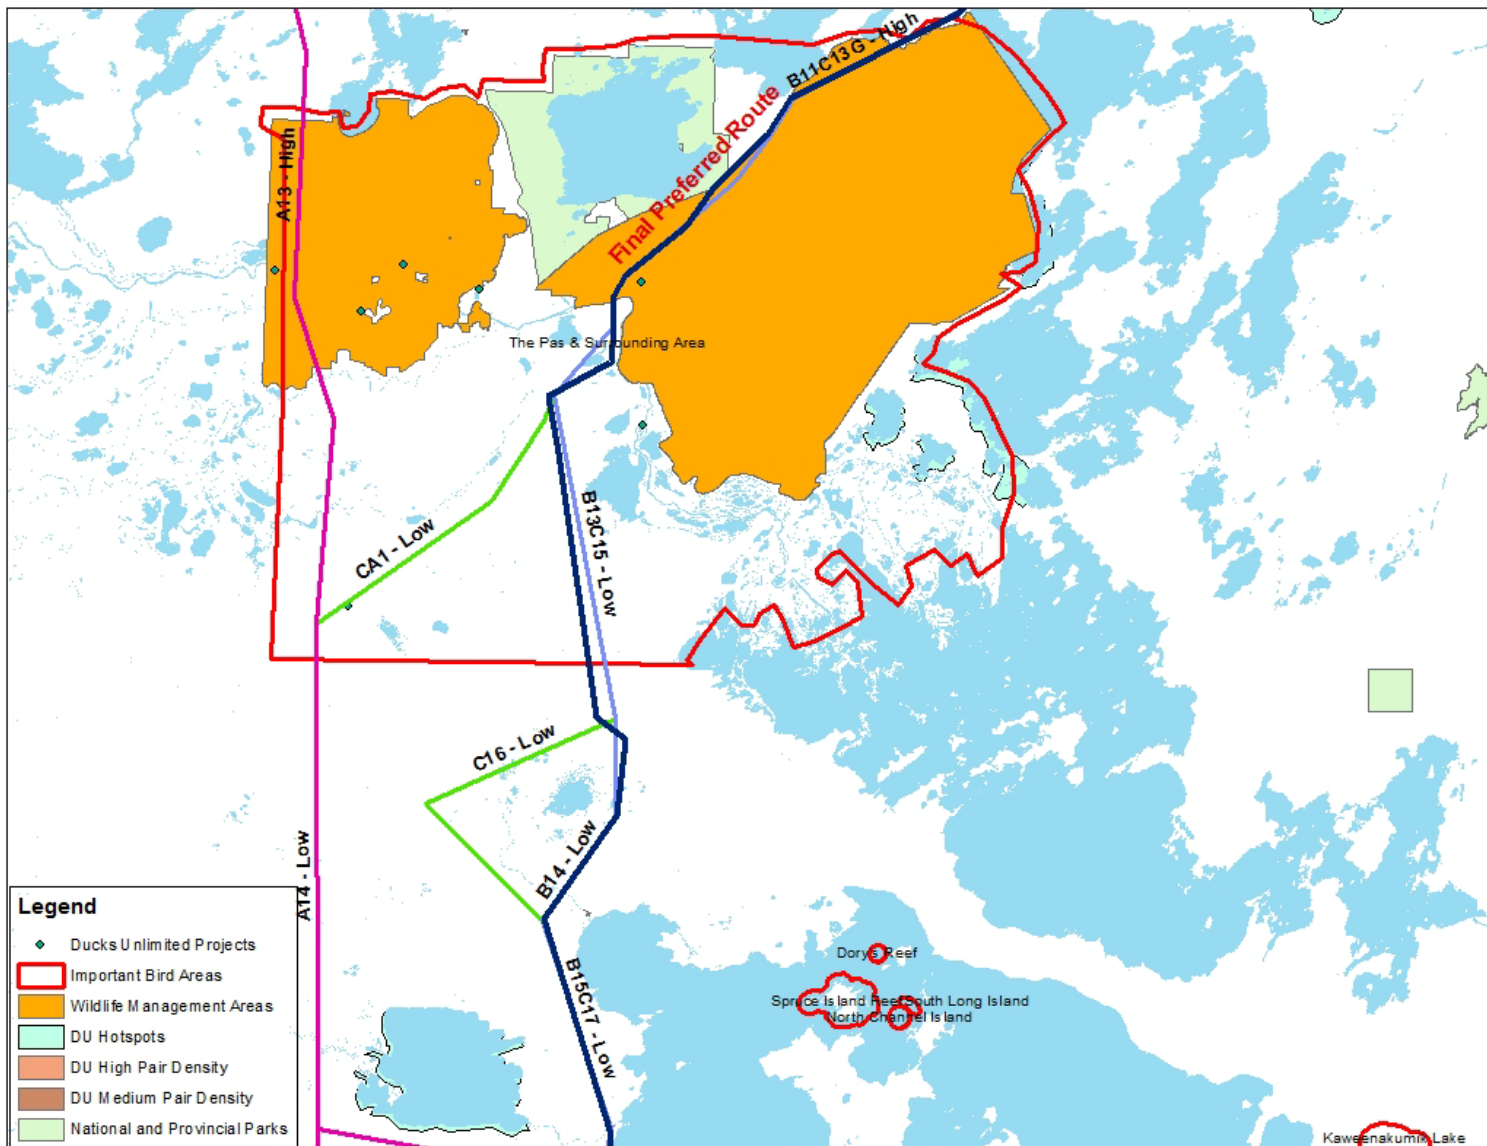 B11C13G - High
Final Preferred Route
A13 - High
The Pas & Surrounding Area
B13C15 - Low
CA1 - Low
C16 - Low
B14 - Low
A14 - Low
B15C17 - Low
Dorys Reef
Spruce Island Reef South Long Island
North Channel Island
Kaweenakumik Lake
Legend
Ducks Unlimited Projects
Important Bird Areas
Wildlife Management Areas
DU Hotspots
DU High Pair Density
DU Medium Pair Density
National and Provincial Parks